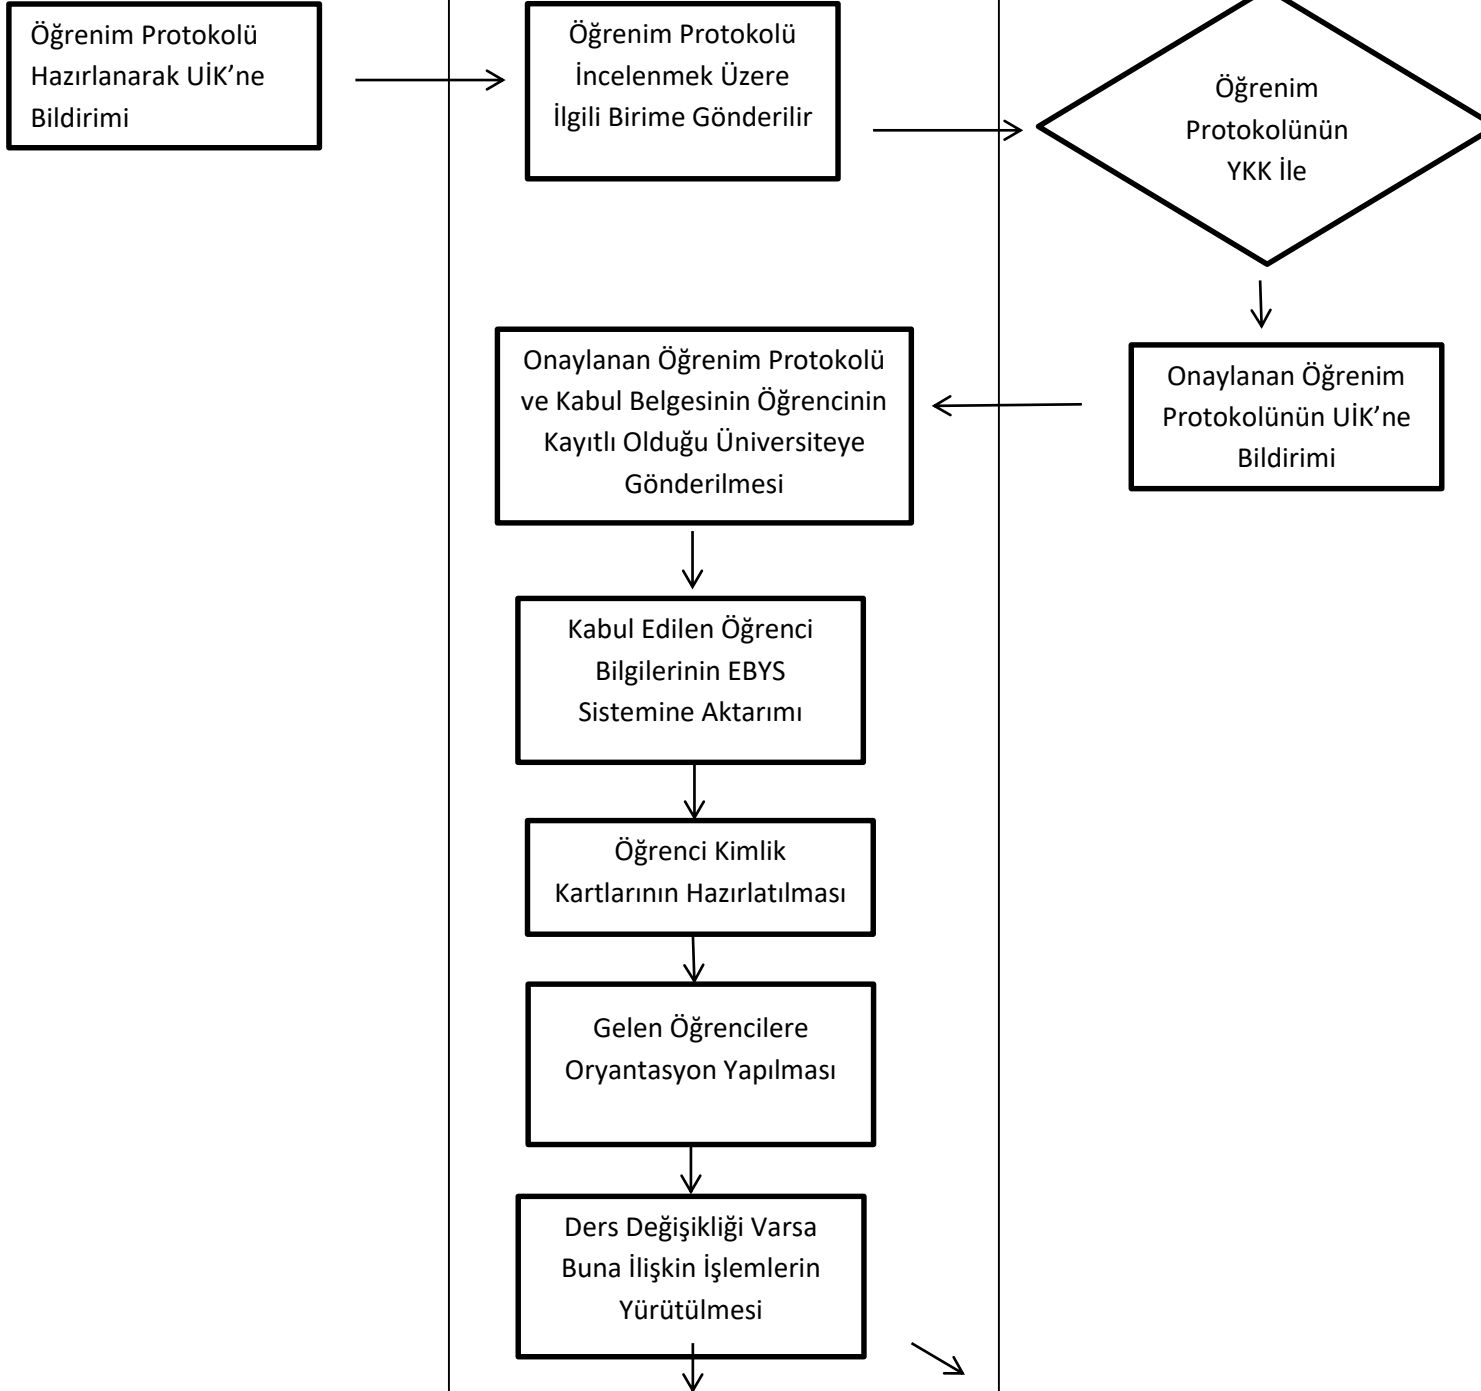 Öğrenim Protokolü
Hazırlanarak UİK’ne
Bildirimi
Öğrenim Protokolü
İncelenmek Üzere
İlgili Birime Gönderilir
Öğrenim
Protokolünün
YKK İle
Onaylanan Öğrenim
Protokolünün UİK’ne
Bildirimi
Onaylanan Öğrenim Protokolü
ve Kabul Belgesinin Öğrencinin
Kayıtlı Olduğu Üniversiteye
Gönderilmesi
Kabul Edilen Öğrenci
Bilgilerinin EBYS
Sistemine Aktarımı
Öğrenci Kimlik
Kartlarının Hazırlatılması
Gelen Öğrencilere
Oryantasyon Yapılması
Ders Değişikliği Varsa
Buna İlişkin İşlemlerin
Yürütülmesi